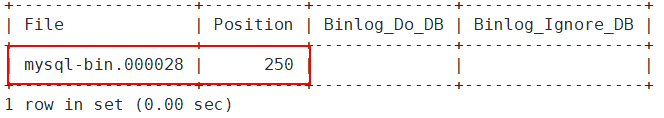 +------------------+----------+--------------+------------------+
| File             | Position | Binlog_Do_DB | Binlog_Ignore_DB |
+------------------+----------+--------------+------------------+
| mysql-bin.000028 |      250 |              |                  |
+------------------+----------+--------------+------------------+
1 row in set (0.00 sec)